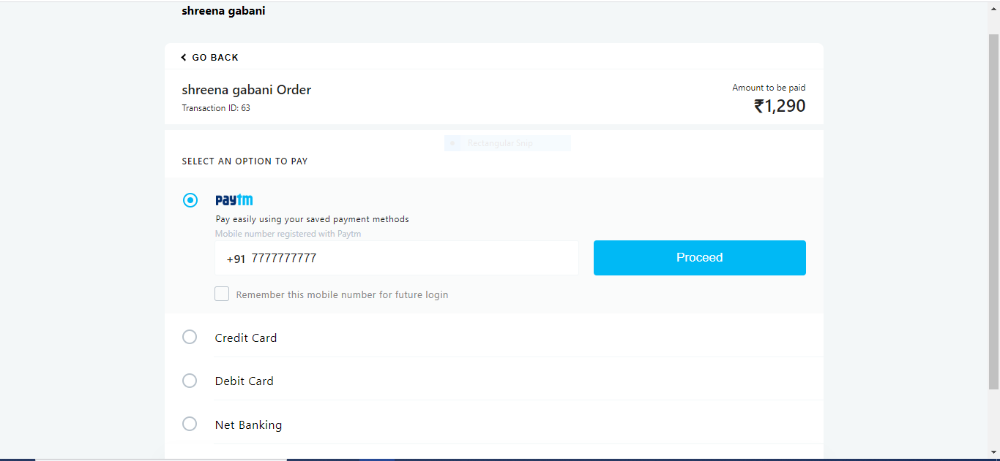 shreena gabani
GO BACK
shreena gabani Order
Transaction ID: 63
Amount to be paid
₹1,290
Rectangular Snip
SELECT AN OPTION TO PAY
paytm
Pay easily using your saved payment methods
Mobile number registered with Paytm
+91 7777777777
Proceed
Remember this mobile number for future login
Credit Card
Debit Card
Net Banking